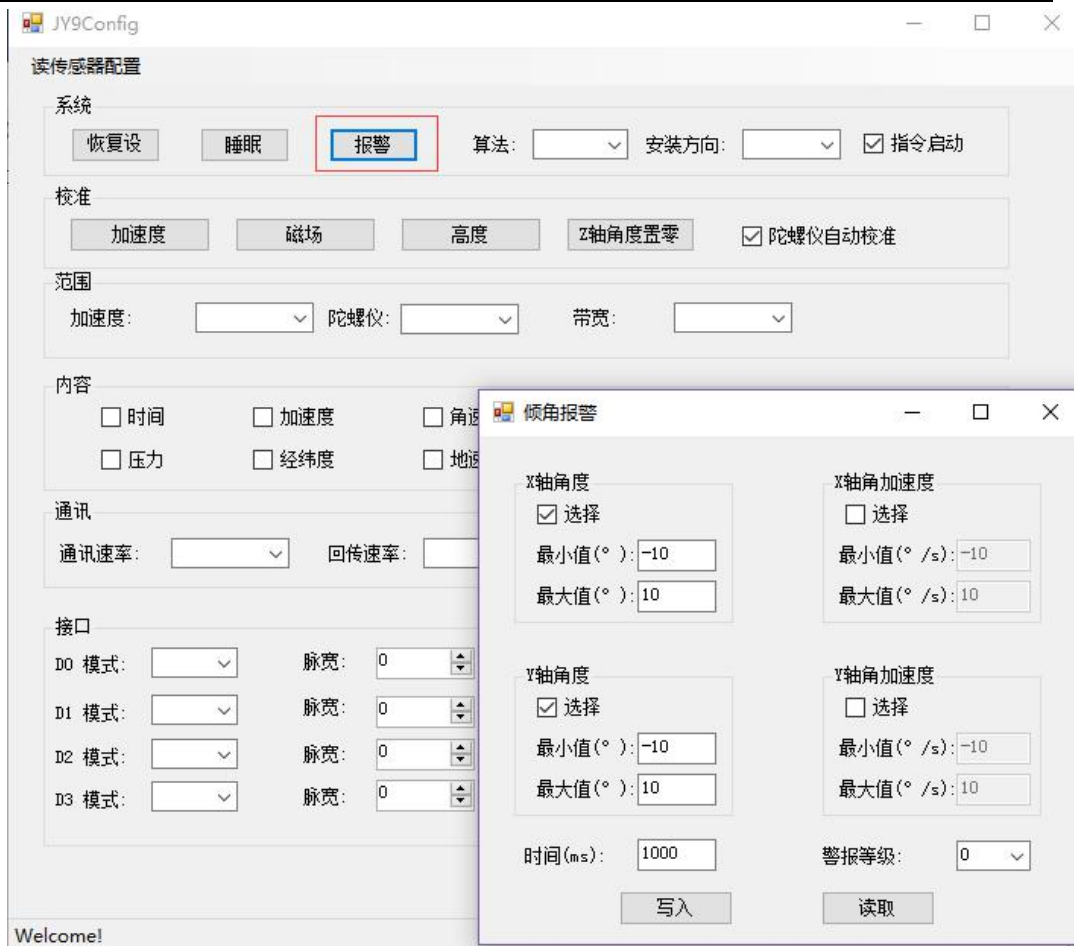 JY9Config
读传感器配置
系统
恢复设 睡眠 报警 算法: 安装方向: 指令启动
校准
加速度 磁场 高度 Z轴角度置零 陀螺仪自动校准
范围
加速度: 陀螺仪: 带宽:
内容
时间 加速度 角速
压力 经纬度 地速
通讯
通讯速率: 回传速率:
接口
D0 模式: 脉宽: 0
D1 模式: 脉宽: 0
D2 模式: 脉宽: 0
D3 模式: 脉宽: 0
Welcome!
倾角报警
X轴角度
选择
最小值(° ): -10
最大值(° ): 10
X轴角加速度
选择
最小值(° /s): -10
最大值(° /s): 10
Y轴角度
选择
最小值(° ): -10
最大值(° ): 10
Y轴角加速度
选择
最小值(° /s): -10
最大值(° /s): 10
时间(ms): 1000 警报等级: 0
写入 读取